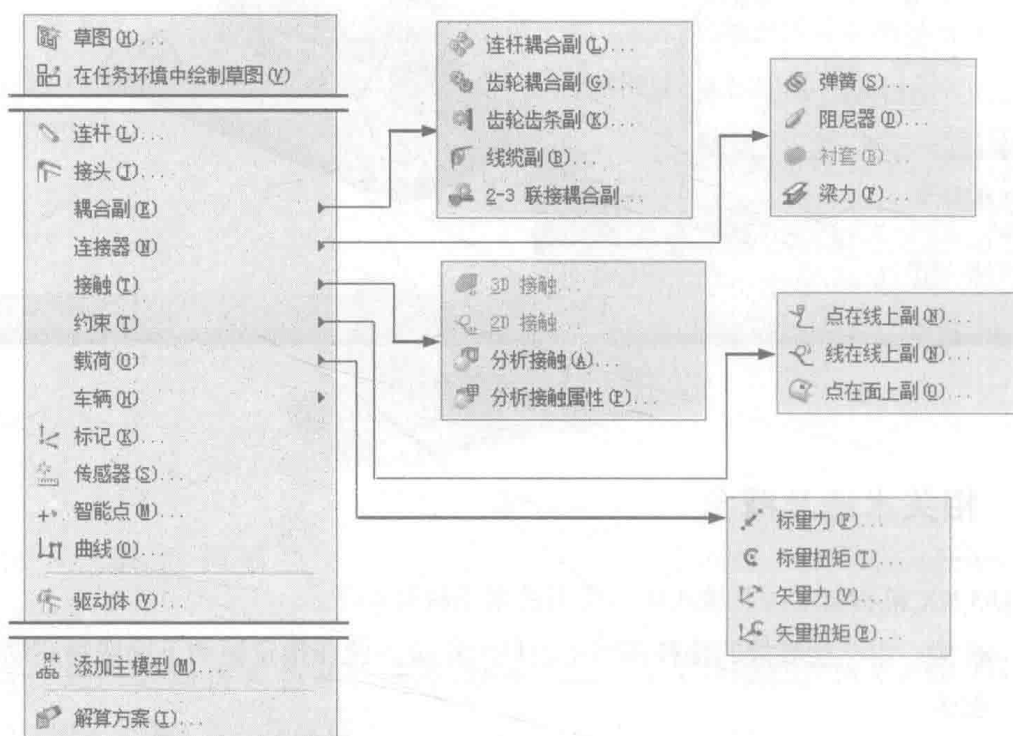 草图(H)...
在任务环境中绘制草图(V)
连杆(L)...
接头(J)...
耦合副(E)
连接器(N)
接触(T)
约束(T)
载荷(O)
车辆(H)
标记(K)...
传感器(S)...
智能点(M)...
曲线(O)...
驱动体(V)...
添加主模型(M)...
解算方案(I)...
连杆耦合副(L)...
齿轮耦合副(G)...
齿轮齿条副(K)...
线缆副(B)...
2-3 联接耦合副...
弹簧(S)...
阻尼器(D)...
衬套(B)...
梁力(F)...
3D 接触...
2D 接触...
分析接触(A)...
分析接触属性(P)...
点在线上副(N)...
线在线上副(N)...
点在面上副(O)...
标量力(F)...
标量扭矩(T)...
矢量力(V)...
矢量扭矩(E)...